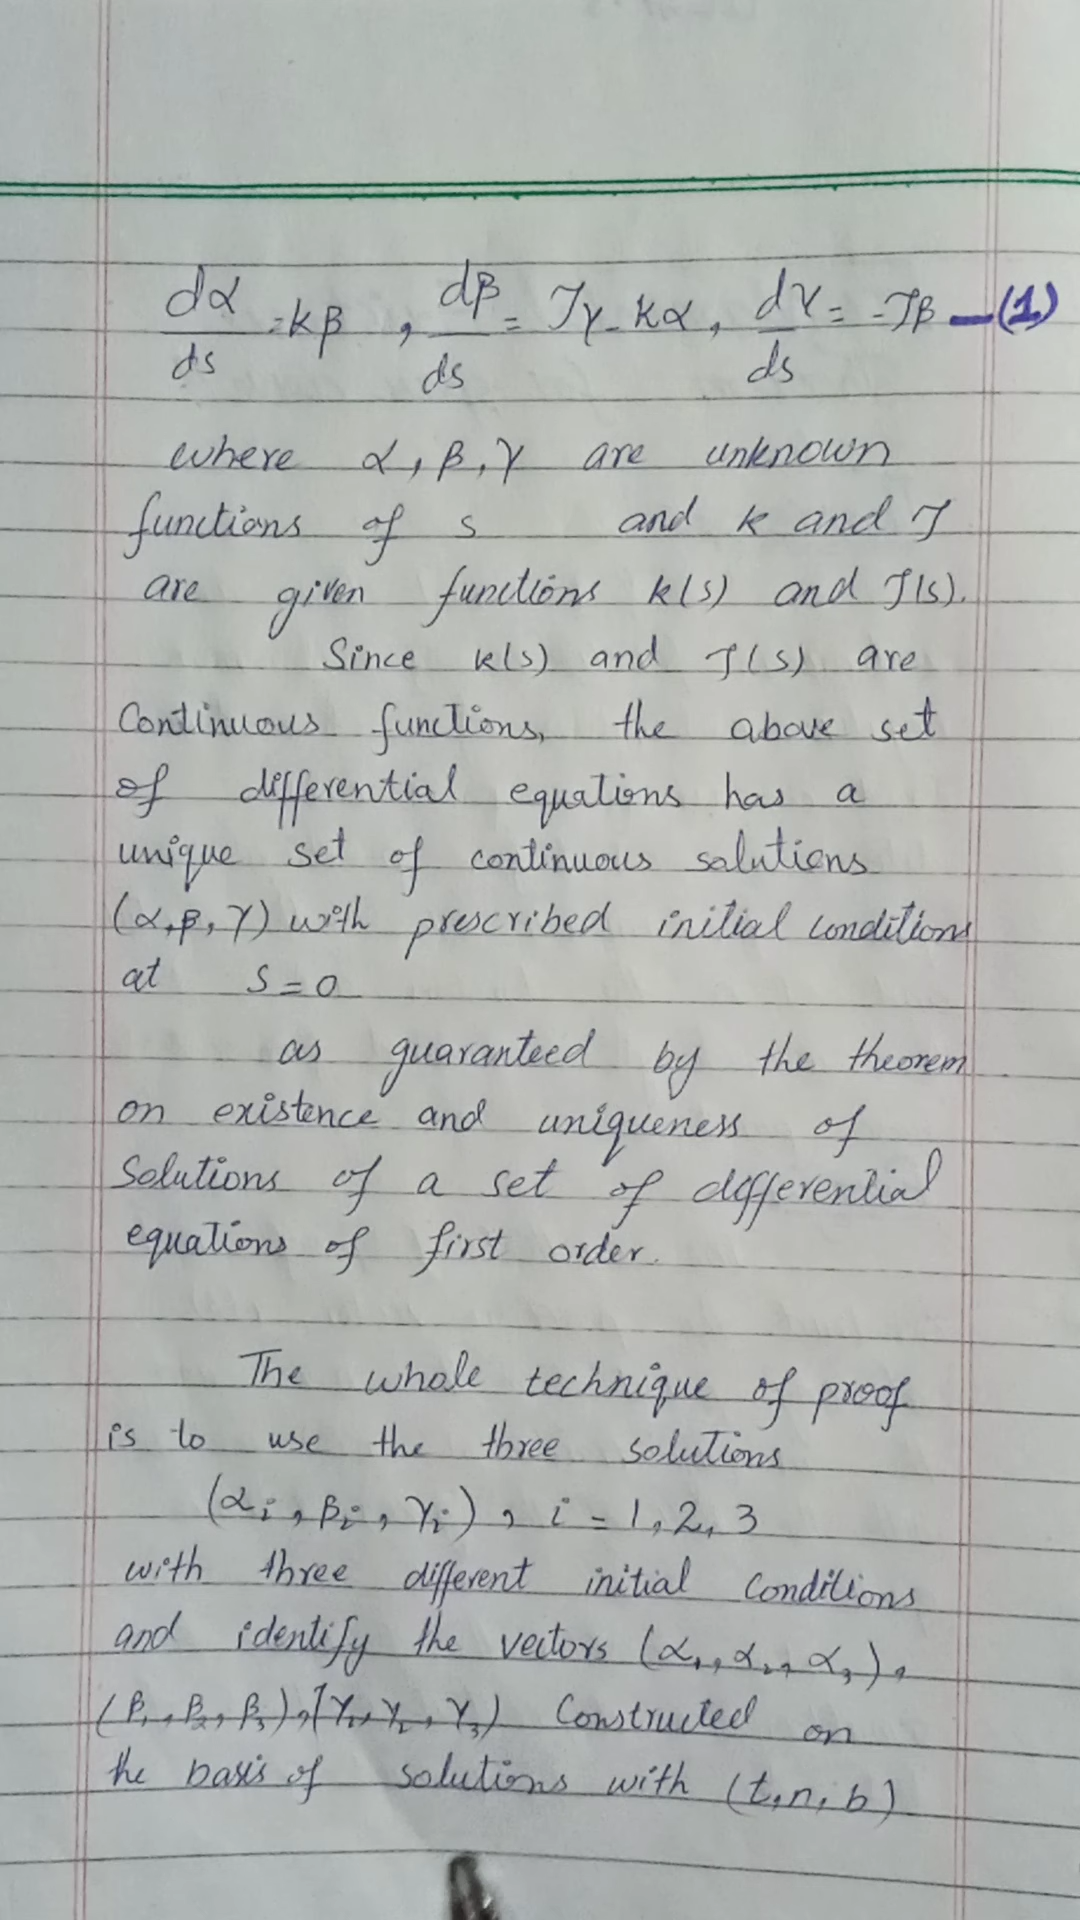 dα/ds = kβ , dβ/ds = Jγ - kα, dγ/ds = -Jβ —(1)
where α, β, γ are unknown
functions of s and k and J
are given functions k(s) and J(s).
Since k(s) and J(s) are
Continuous functions, the above set
of differential equations has a
unique set of continuous solutions
(α, β, γ) with prescribed initial conditions
at S=0
as guaranteed by the theorem
on existence and uniqueness of
Solutions of a set of differential
equations of first order.
The whole technique of proof
is to use the three solutions
(αi, βi, γi), i = 1, 2, 3
with three different initial conditions
and identify the vectors (α₁, α₂, α₃),
(β₁, β₂, β₃), (γ₁, γ₂, γ₃) Constructed on
the basis of solutions with (t, n, b)